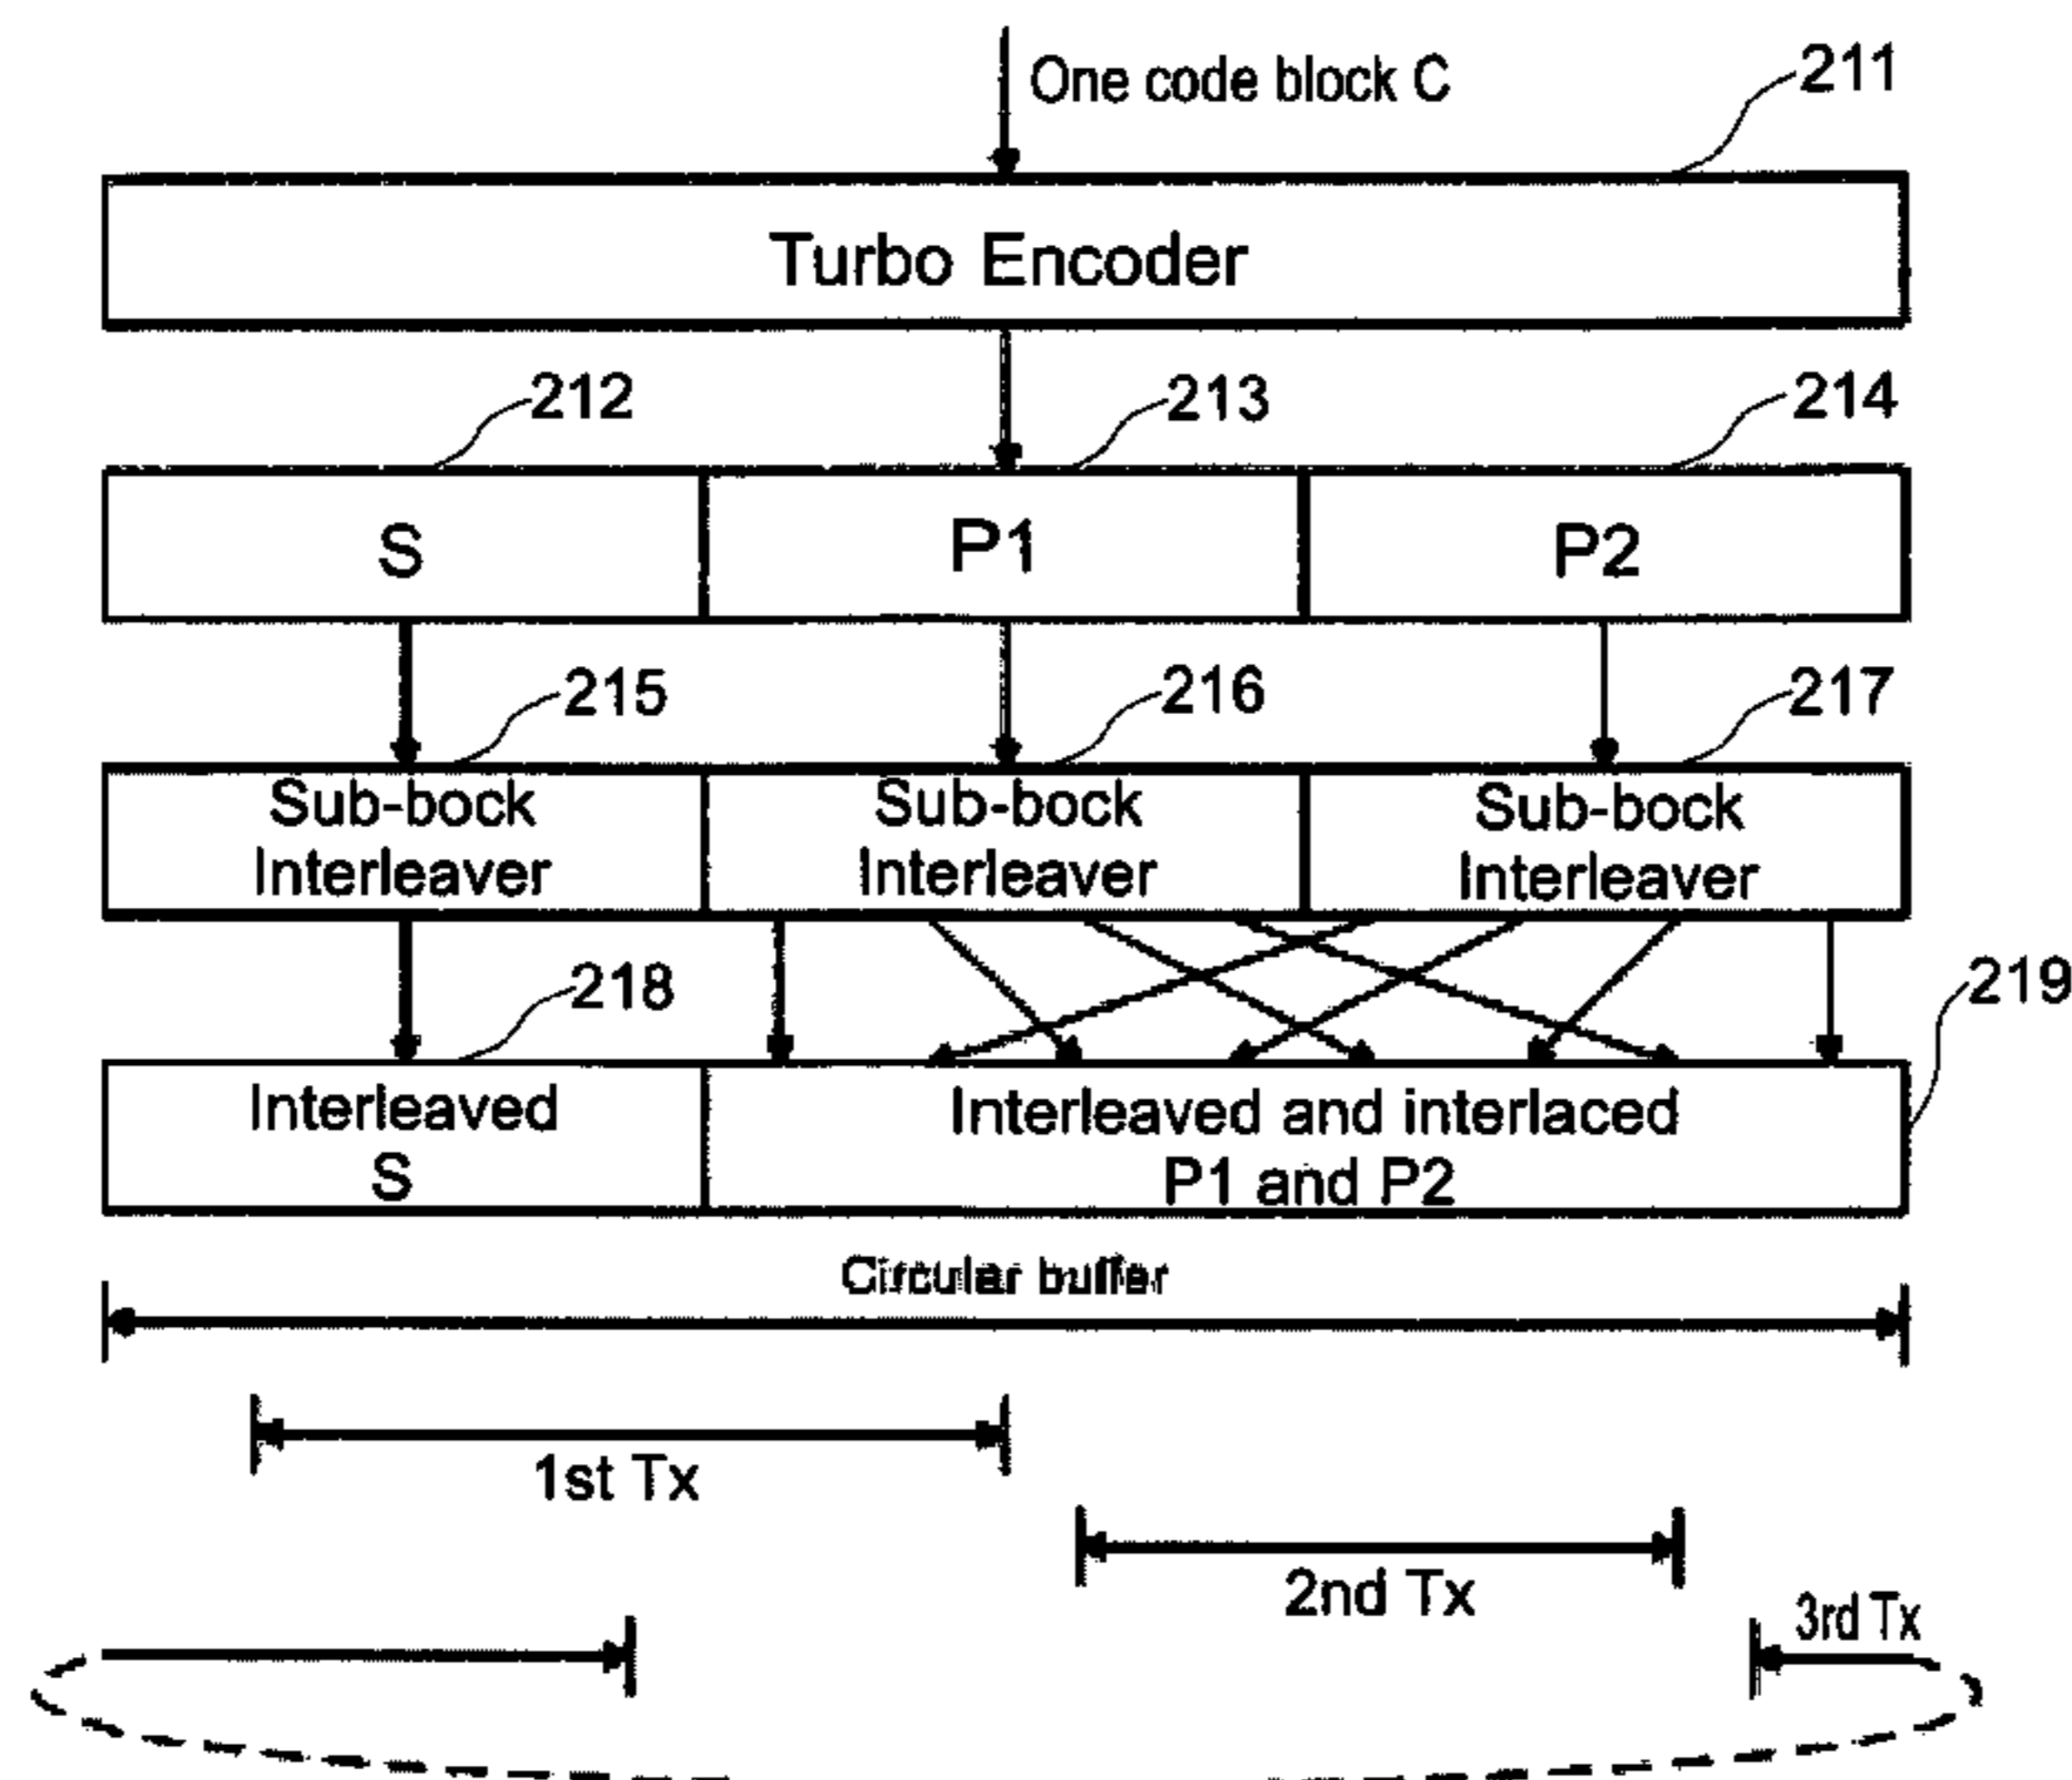 One code block C
211
Turbo Encoder
212
213
214
S
P1
P2
215
216
217
Sub-bock
Interleaver
Sub-bock
Interleaver
Sub-bock
Interleaver
218
219
Interleaved
S
Interleaved and interlaced
P1 and P2
Circular buffer
1st Tx
2nd Tx
3rd Tx